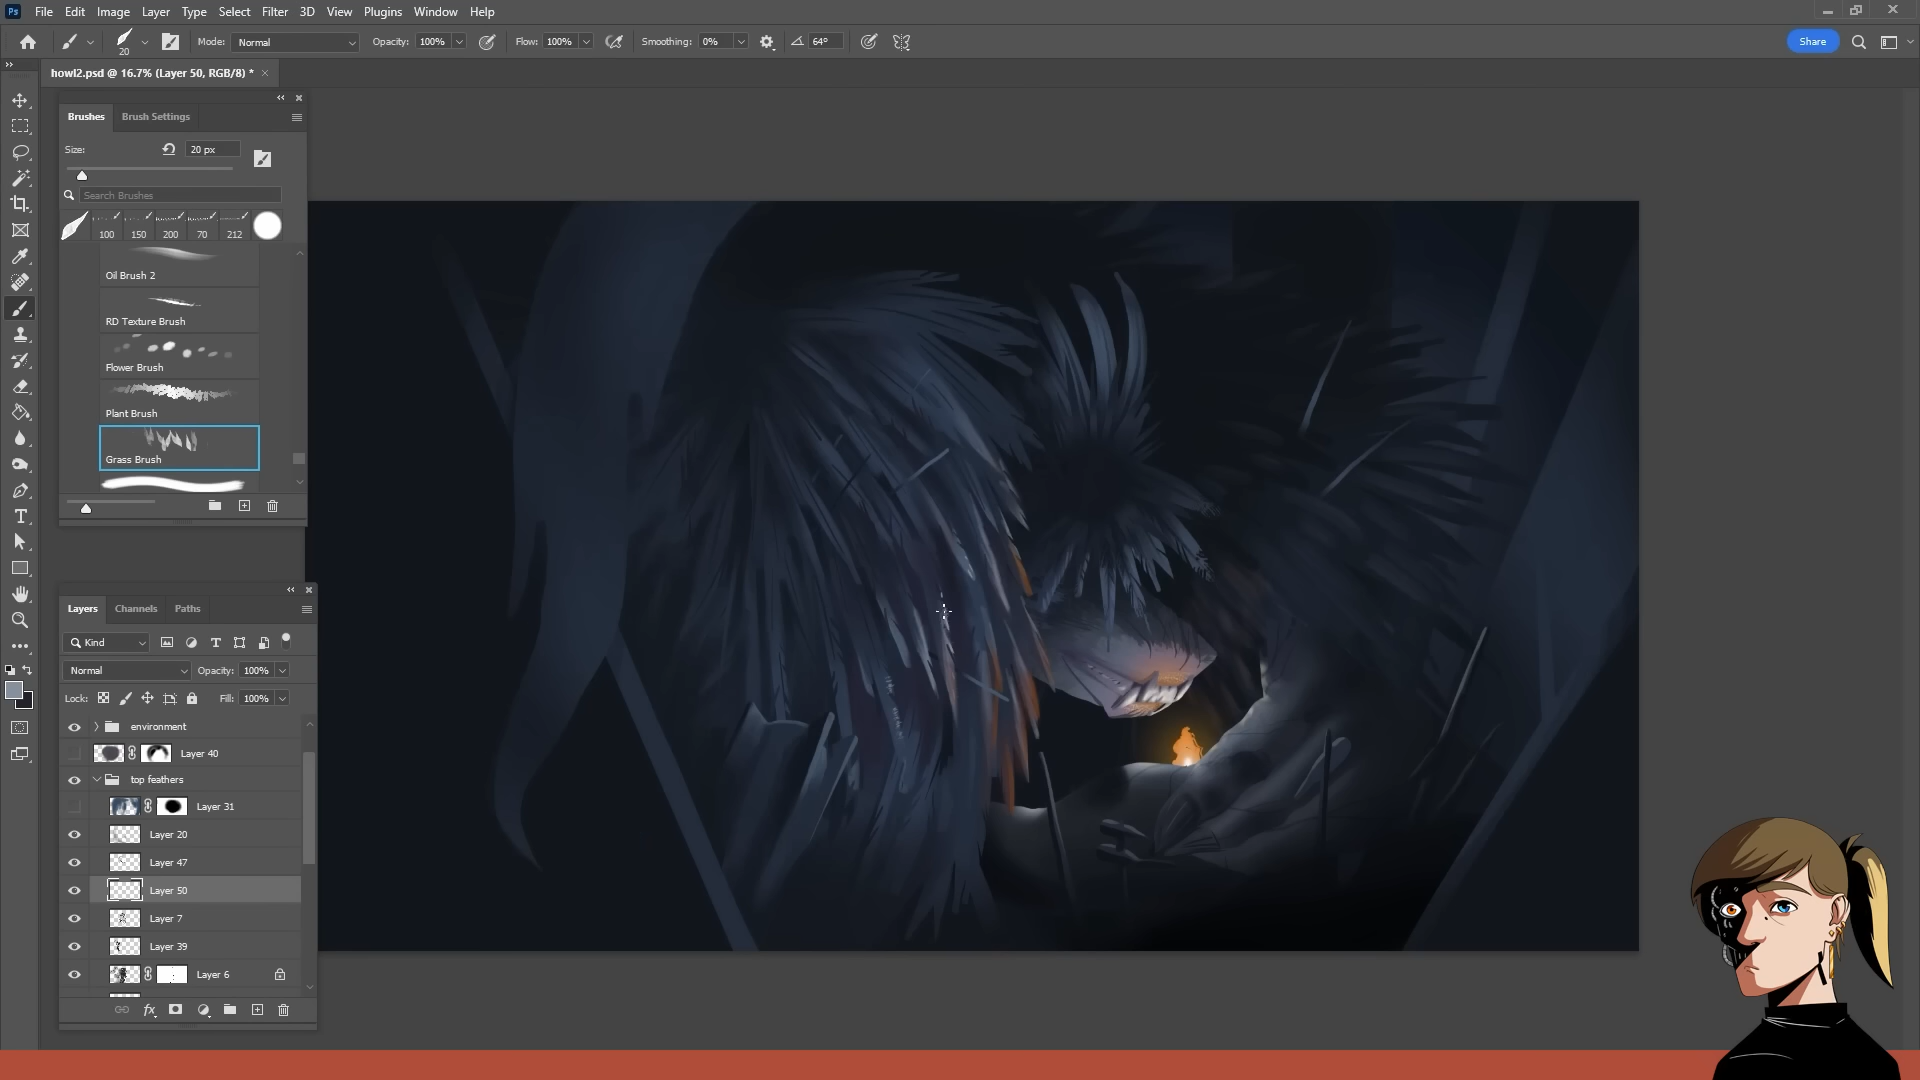 Ps File Edit Image Layer Type Select Filter 3D View Plugins Window Help
20 Mode: Normal Opacity: 100% Flow: 100% Smoothing: 0% 64° Share
howl2.psd @ 16.7% (Layer 50, RGB/8) *
Brushes Brush Settings
Size: 20 px
Search Brushes
100 150 200 70 212
Oil Brush 2
RD Texture Brush
Flower Brush
Plant Brush
Grass Brush
Layers Channels Paths
Kind
Normal Opacity: 100%
Lock: Fill: 100%
environment
Layer 40
top feathers
Layer 31
Layer 20
Layer 47
Layer 50
Layer 7
Layer 39
Layer 6
fx